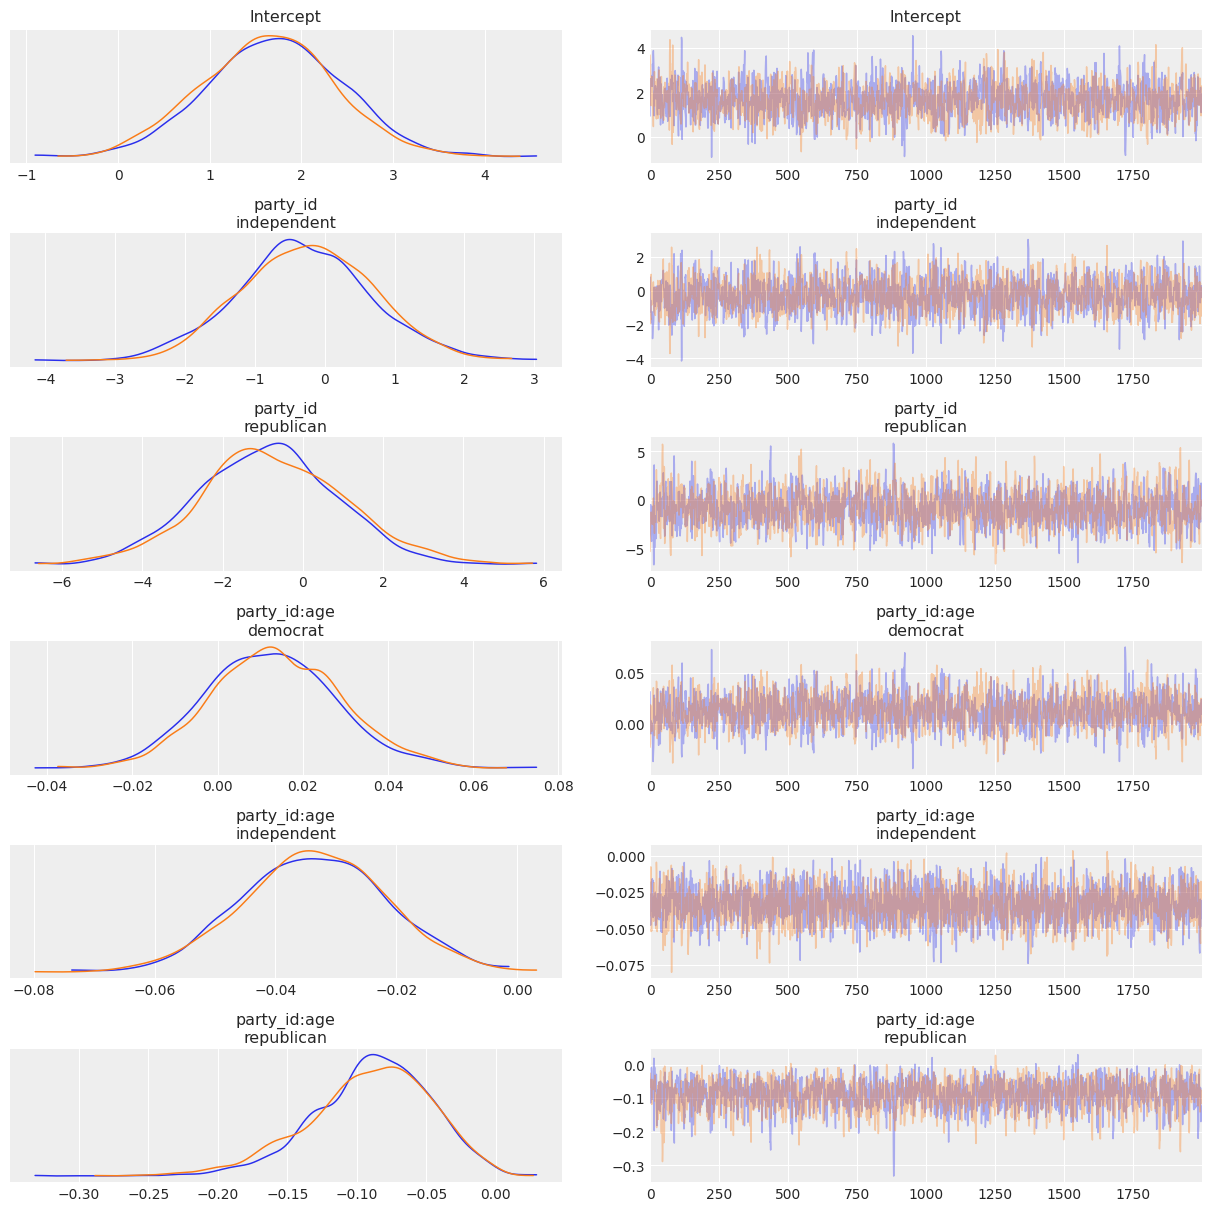 Intercept Intercept
−1 0 1 2 3 4
4
2
0
0 250 500 750 1000 1250 1500 1750
party_id party_id
independent independent
−4 −3 −2 −1 0 1 2 3
2
0
−2
−4
0 250 500 750 1000 1250 1500 1750
party_id party_id
republican republican
−6 −4 −2 0 2 4 6
5
0
−5
0 250 500 750 1000 1250 1500 1750
party_id:age party_id:age
democrat democrat
−0.04 −0.02 0.00 0.02 0.04 0.06 0.08
0.05
0.00
0 250 500 750 1000 1250 1500 1750
party_id:age party_id:age
independent independent
−0.08 −0.06 −0.04 −0.02 0.00
0.000
−0.025
−0.050
−0.075
0 250 500 750 1000 1250 1500 1750
party_id:age party_id:age
republican republican
−0.30 −0.25 −0.20 −0.15 −0.10 −0.05 0.00
0.0
−0.1
−0.2
−0.3
0 250 500 750 1000 1250 1500 1750